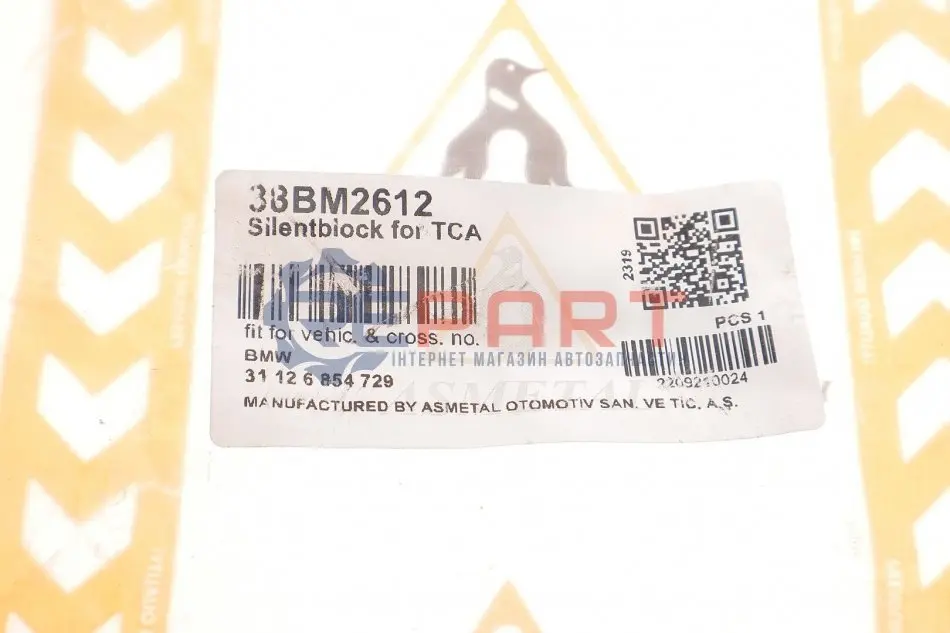 38BM2612
Silentblock for TCA
2319
PART
fit for vehic. & cross. no.
PCS 1
BMW
ІНТЕРНЕТ МАГАЗИН АВТОЗАПЧАСТИН
31 12 6 854 729
2209210024
ASMETAL
MANUFACTURED BY ASMETAL OTOMOTIV SAN. VE TIC. A.Ş.